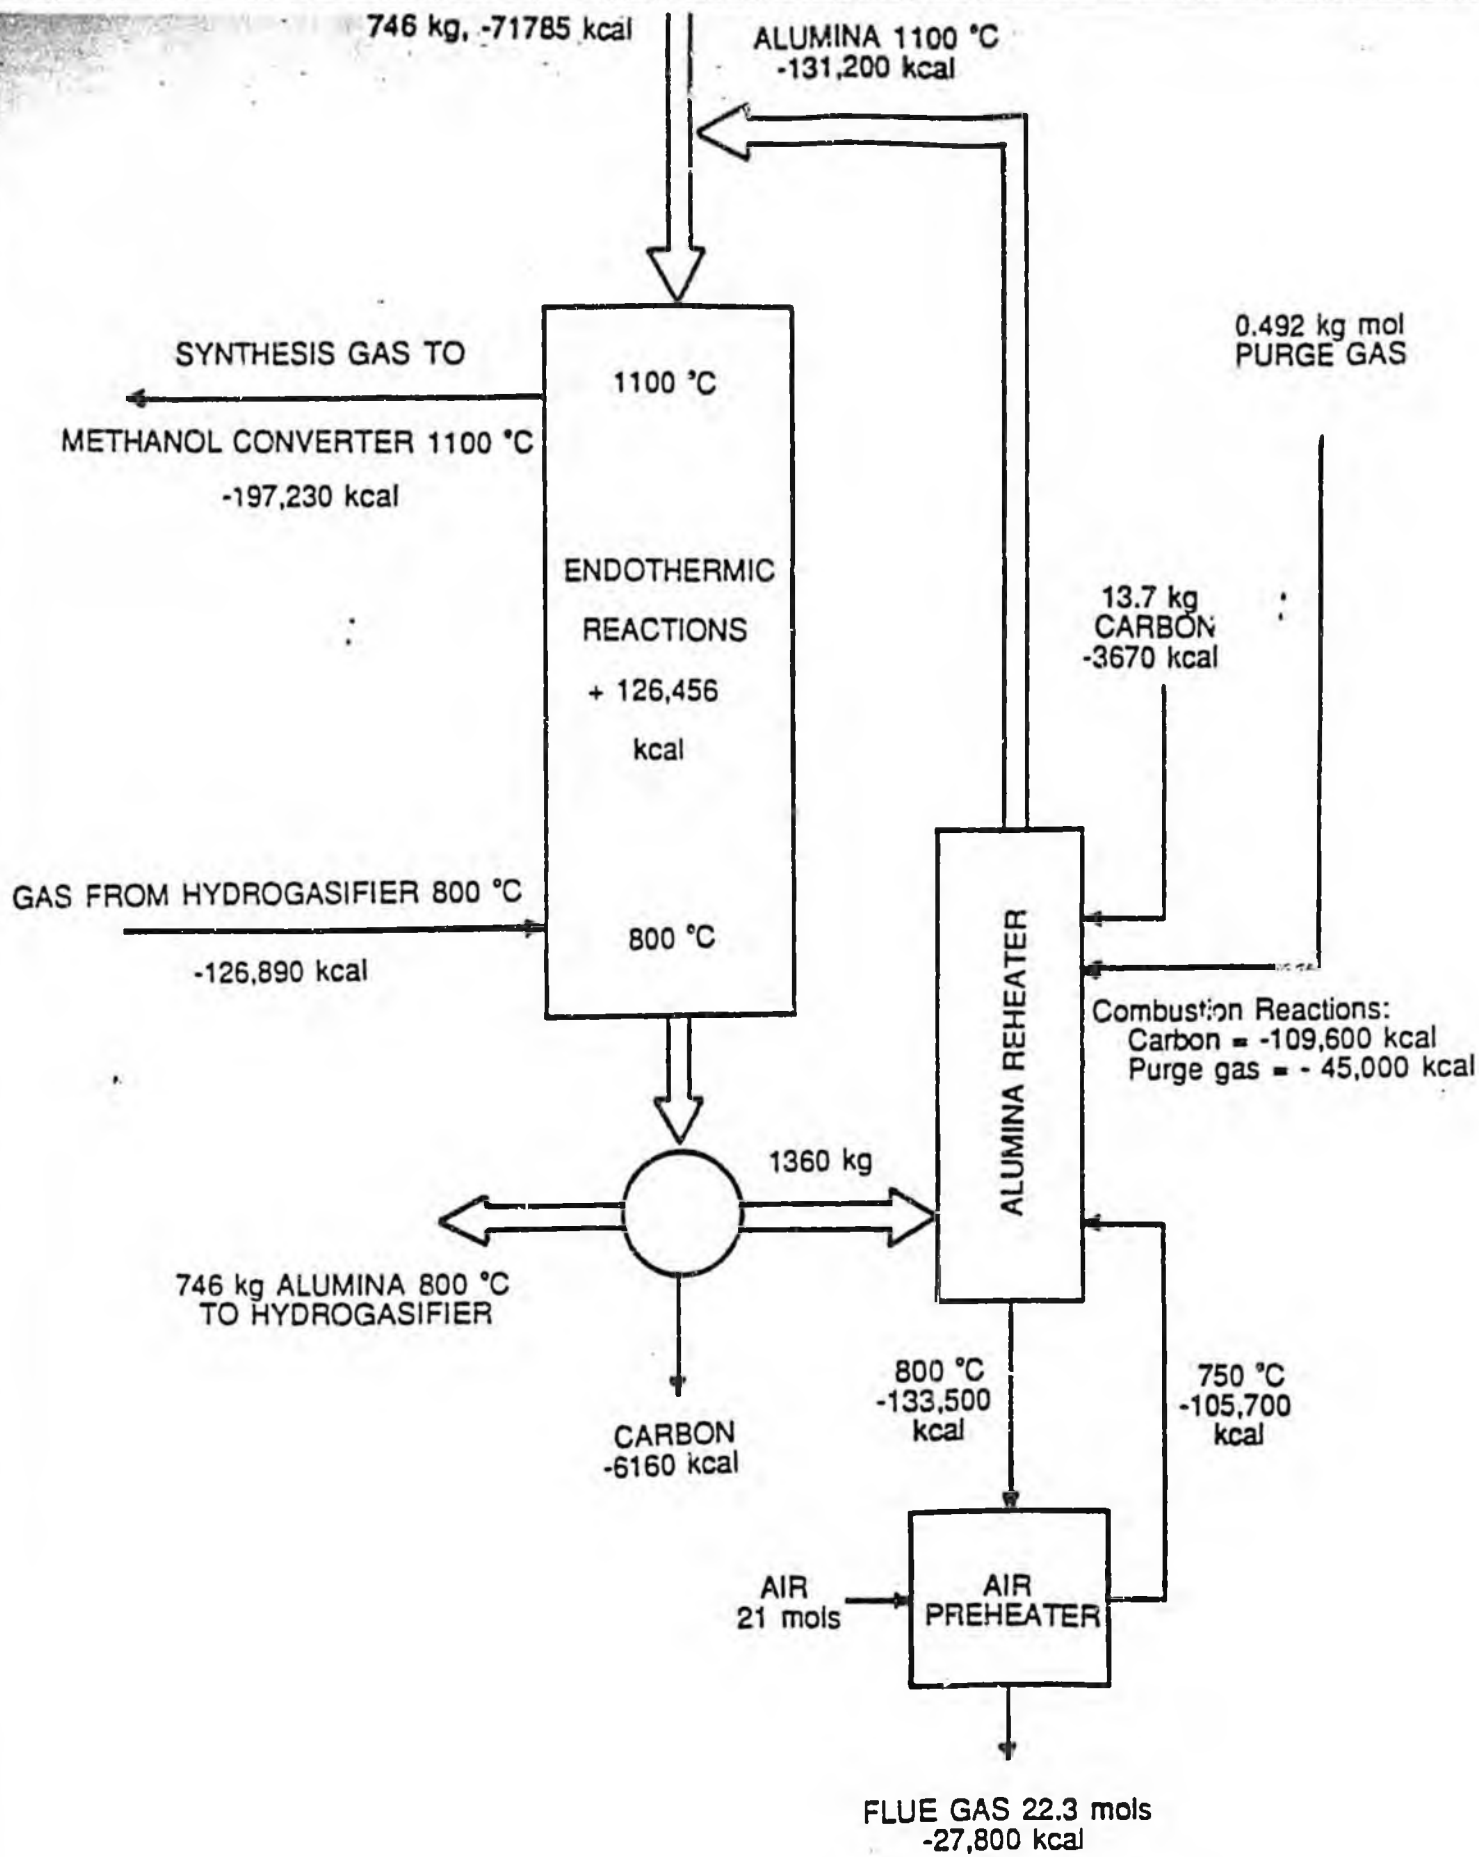 746 kg, -71785 kcal
ALUMINA 1100 °C
-131,200 kcal
SYNTHESIS GAS TO
METHANOL CONVERTER 1100 °C
-197,230 kcal
1100 °C
ENDOTHERMIC
REACTIONS
+ 126,456
kcal
800 °C
0.492 kg mol
PURGE GAS
13.7 kg
CARBON
-3670 kcal
GAS FROM HYDROGASIFIER 800 °C
-126,890 kcal
ALUMINA REHEATER
Combustion Reactions:
Carbon = -109,600 kcal
Purge gas = - 45,000 kcal
1360 kg
746 kg ALUMINA 800 °C
TO HYDROGASIFIER
CARBON
-6160 kcal
800 °C
-133,500
kcal
750 °C
-105,700
kcal
AIR
21 mols
AIR
PREHEATER
FLUE GAS 22.3 mols
-27,800 kcal